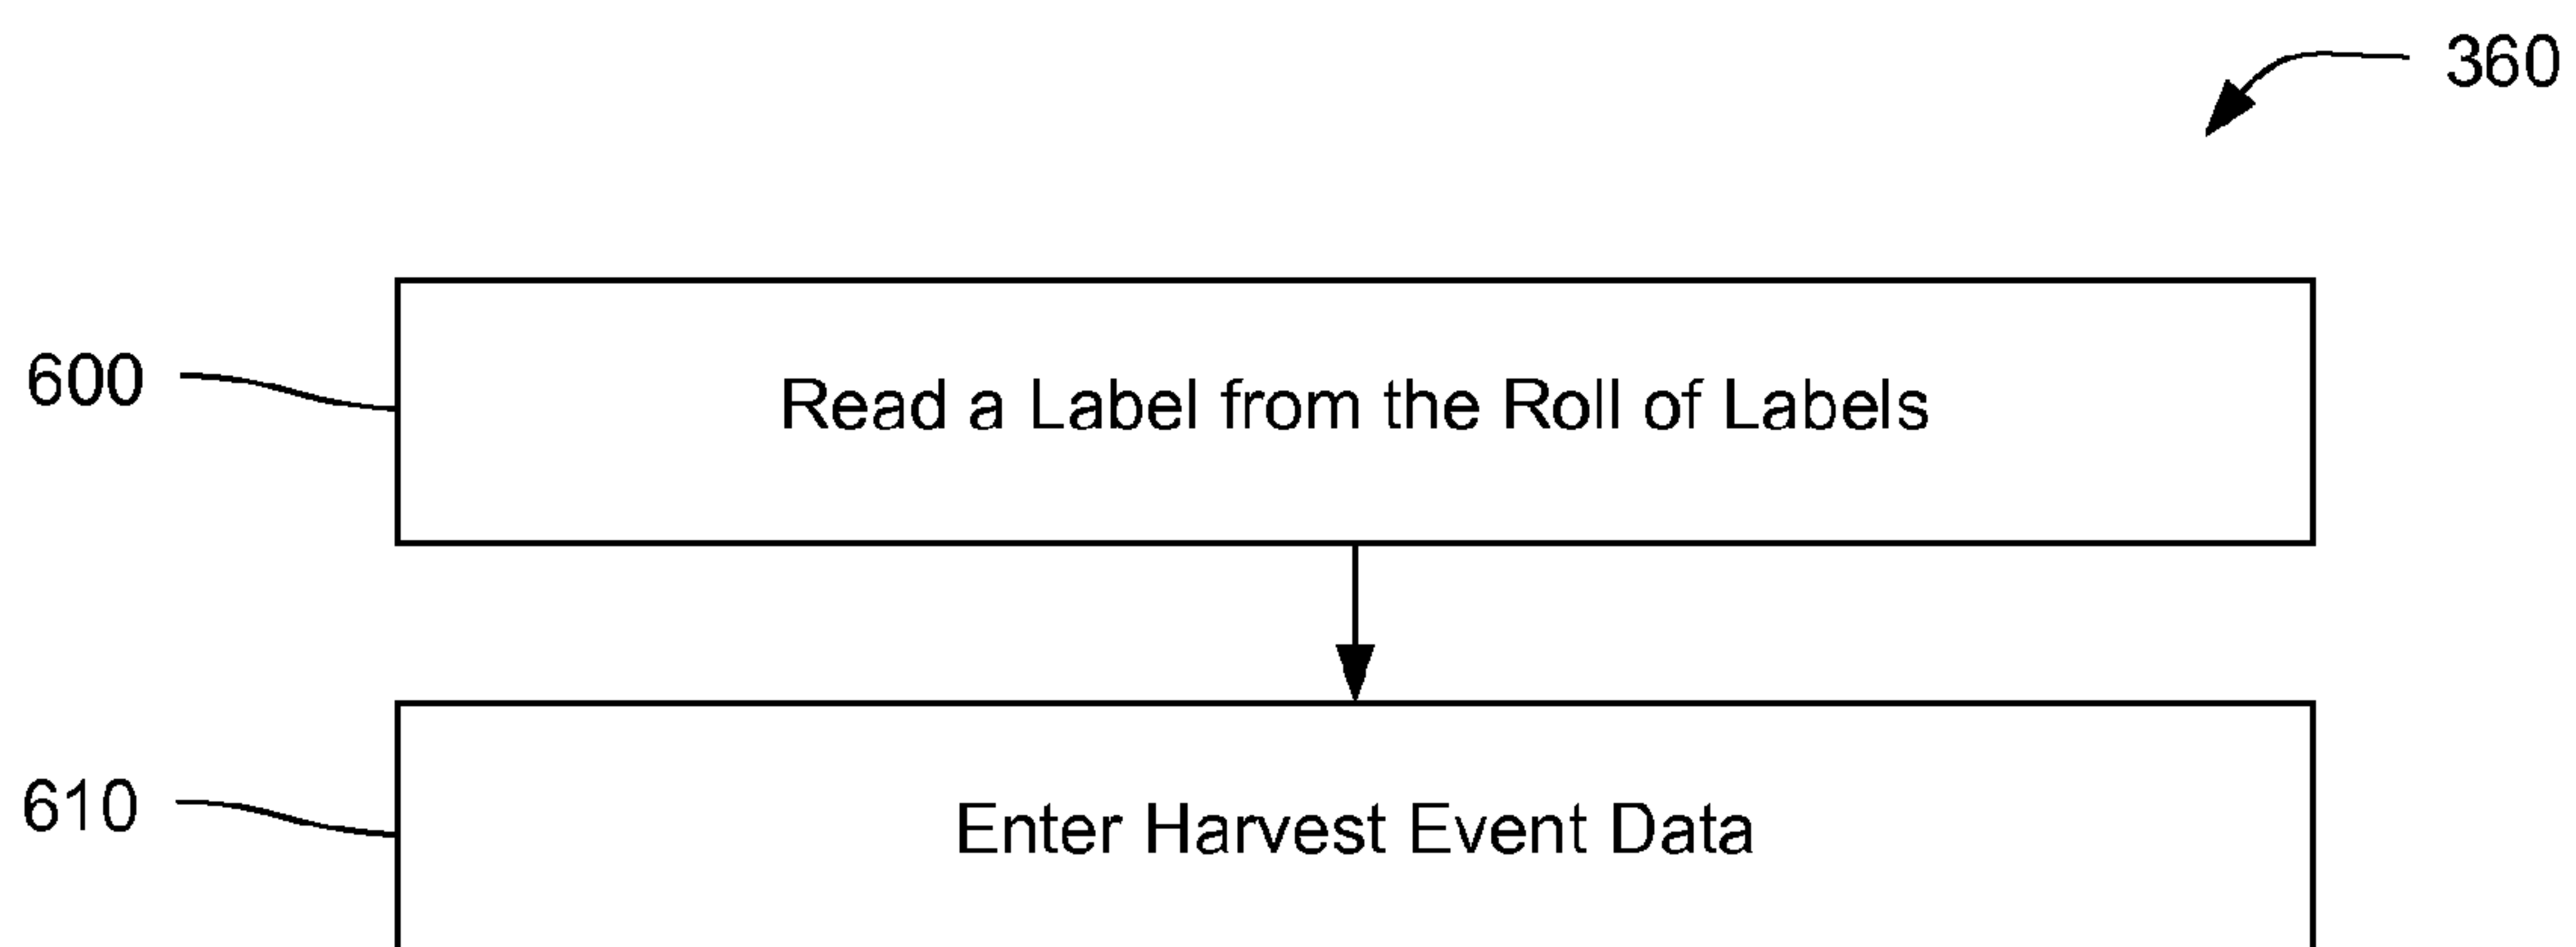 360
600
Read a Label from the Roll of Labels
610
Enter Harvest Event Data